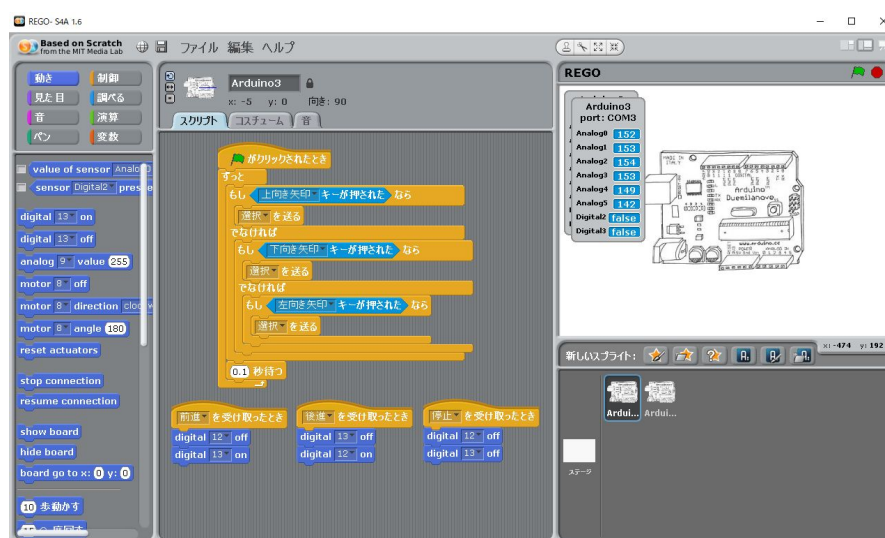 REGO- S4A 1.6
Based on Scratch
from the MIT Media Lab
ファイル 編集 ヘルプ
動き 制御
見た目 調べる
音 演算
ペン 変数
value of sensor Analog0
sensor Digital2 pres
digital 13 on
digital 13 off
analog 9 value 255
motor 8 off
motor 8 direction clo
motor 8 angle 180
reset actuators
stop connection
resume connection
show board
hide board
board go to x: 0 y: 0
10 歩動かす
Arduino3
x: -5 y: 0 向き: 90
スクリプト コスチューム 音
がクリックされたとき
ずっと
もし 上向き矢印 キーが押された なら
選択 を送る
でなければ
もし 下向き矢印 キーが押された なら
選択 を送る
でなければ
もし 左向き矢印 キーが押された なら
選択 を送る
0.1 秒待つ
前進 を受け取ったとき
digital 12 off
digital 13 on
後進 を受け取ったとき
digital 13 off
digital 12 on
停止 を受け取ったとき
digital 12 off
digital 13 off
REGO
Arduino3
port: COM3
Analog0 152
Analog1 153
Analog2 154
Analog3 153
Analog4 149
Analog5 142
Digital2 false
Digital3 false
MADE IN
ITALY
Arduino
Duemilanove
www.arduino.cc
x: -474 y: 192
新しいスプライト:
Ardui... Ardui...
ステージ